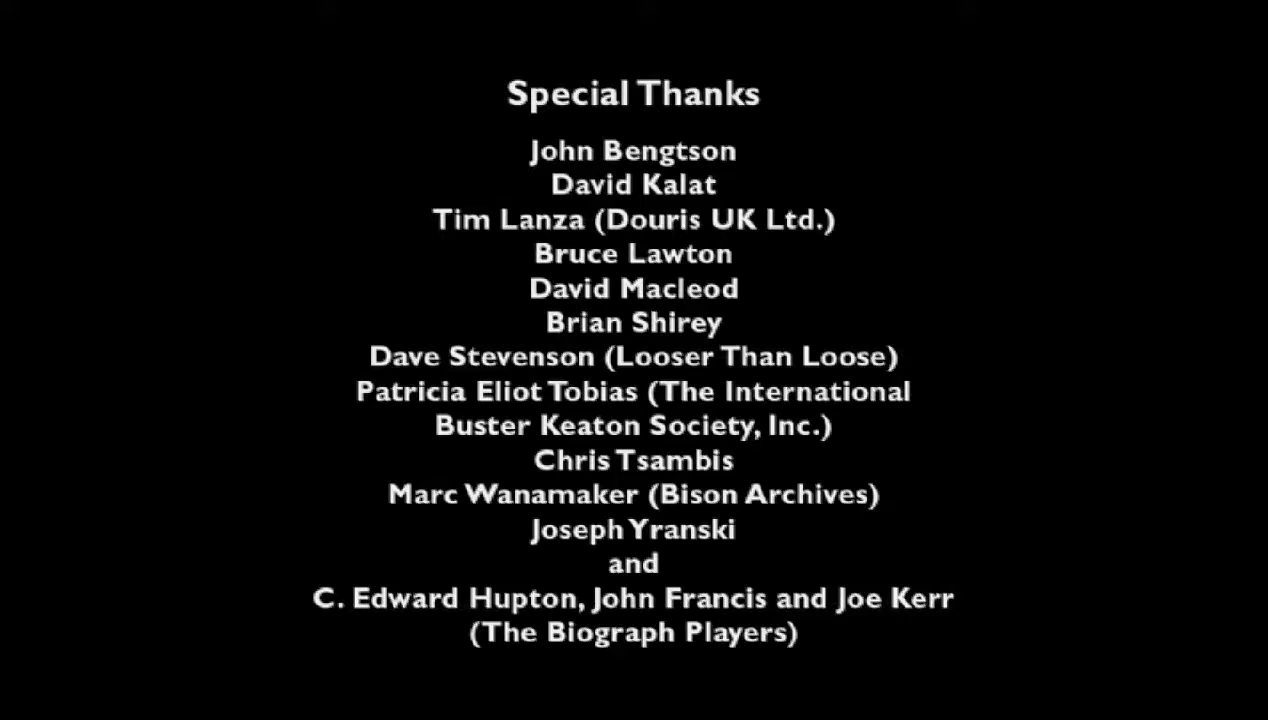 Special Thanks
John Bengtson
David Kalat
Tim Lanza (Douris UK Ltd.)
Bruce Lawton
David Macleod
Brian Shirey
Dave Stevenson (Looser Than Loose)
Patricia Eliot Tobias (The International
Buster Keaton Society, Inc.)
Chris Tsambis
Marc Wanamaker (Bison Archives)
Joseph Yranski
and
C. Edward Hupton, John Francis and Joe Kerr
(The Biograph Players)